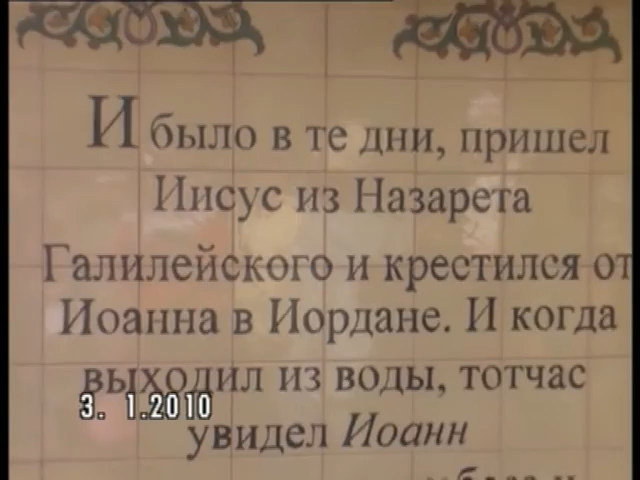 И было в те дни, пришел
Иисус из Назарета
Галилейского и крестился от
Иоанна в Иордане. И когда
выходил из воды, тотчас
3. 1.2010
увидел Иоанн